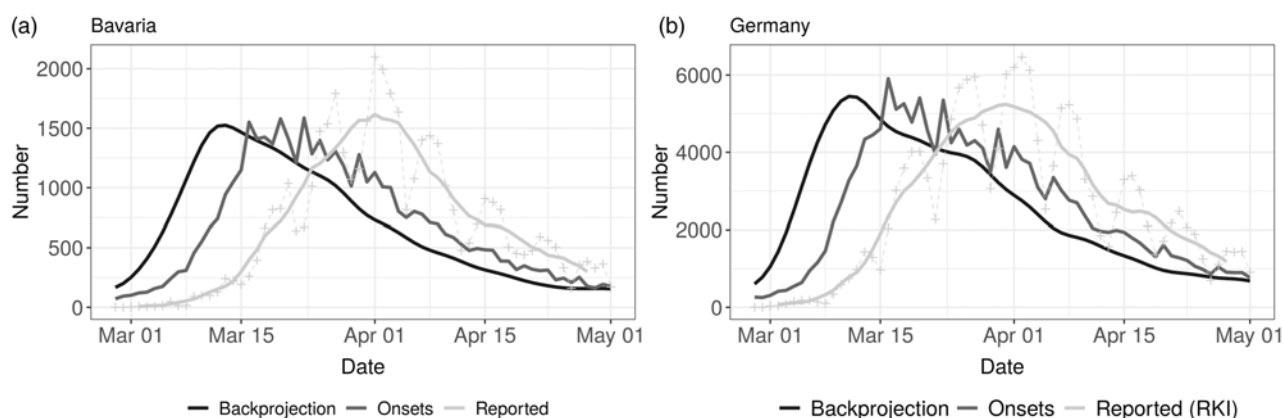 (a) Bavaria
Number
2000
1500
1000
500
0
Mar 01 Mar 15 Apr 01 Apr 15 May 01
Date
Backprojection Onsets Reported
(b) Germany
Number
6000
4000
2000
0
Mar 01 Mar 15 Apr 01 Apr 15 May 01
Date
Backprojection Onsets Reported (RKI)